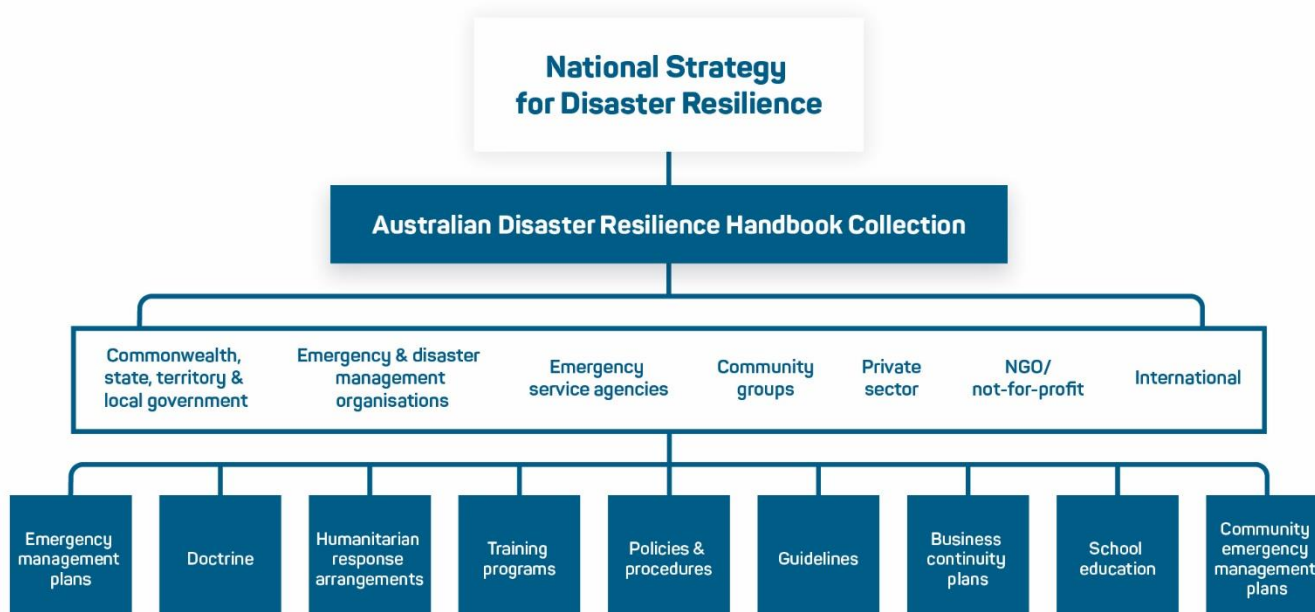 National Strategy
for Disaster Resilience
Australian Disaster Resilience Handbook Collection
Commonwealth,
state, territory &
local government
Emergency & disaster
management
organisations
Emergency
service agencies
Community
groups
Private
sector
NGO/
not-for-profit
International
Emergency
management
plans
Doctrine
Humanitarian
response
arrangements
Training
programs
Policies &
procedures
Guidelines
Business
continuity
plans
School
education
Community
emergency
management
plans